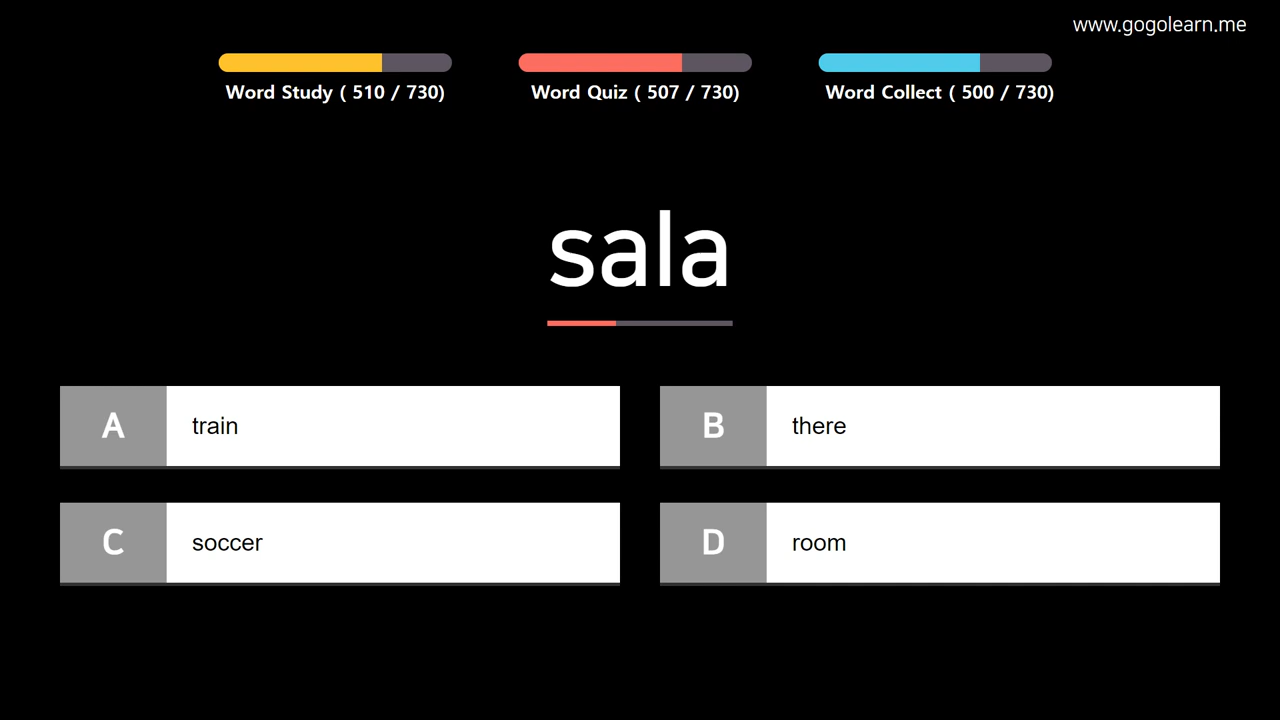 www.gogolearn.me
Word Study ( 510 / 730)
Word Quiz ( 507 / 730)
Word Collect ( 500 / 730)
sala
A train
B there
C soccer
D room